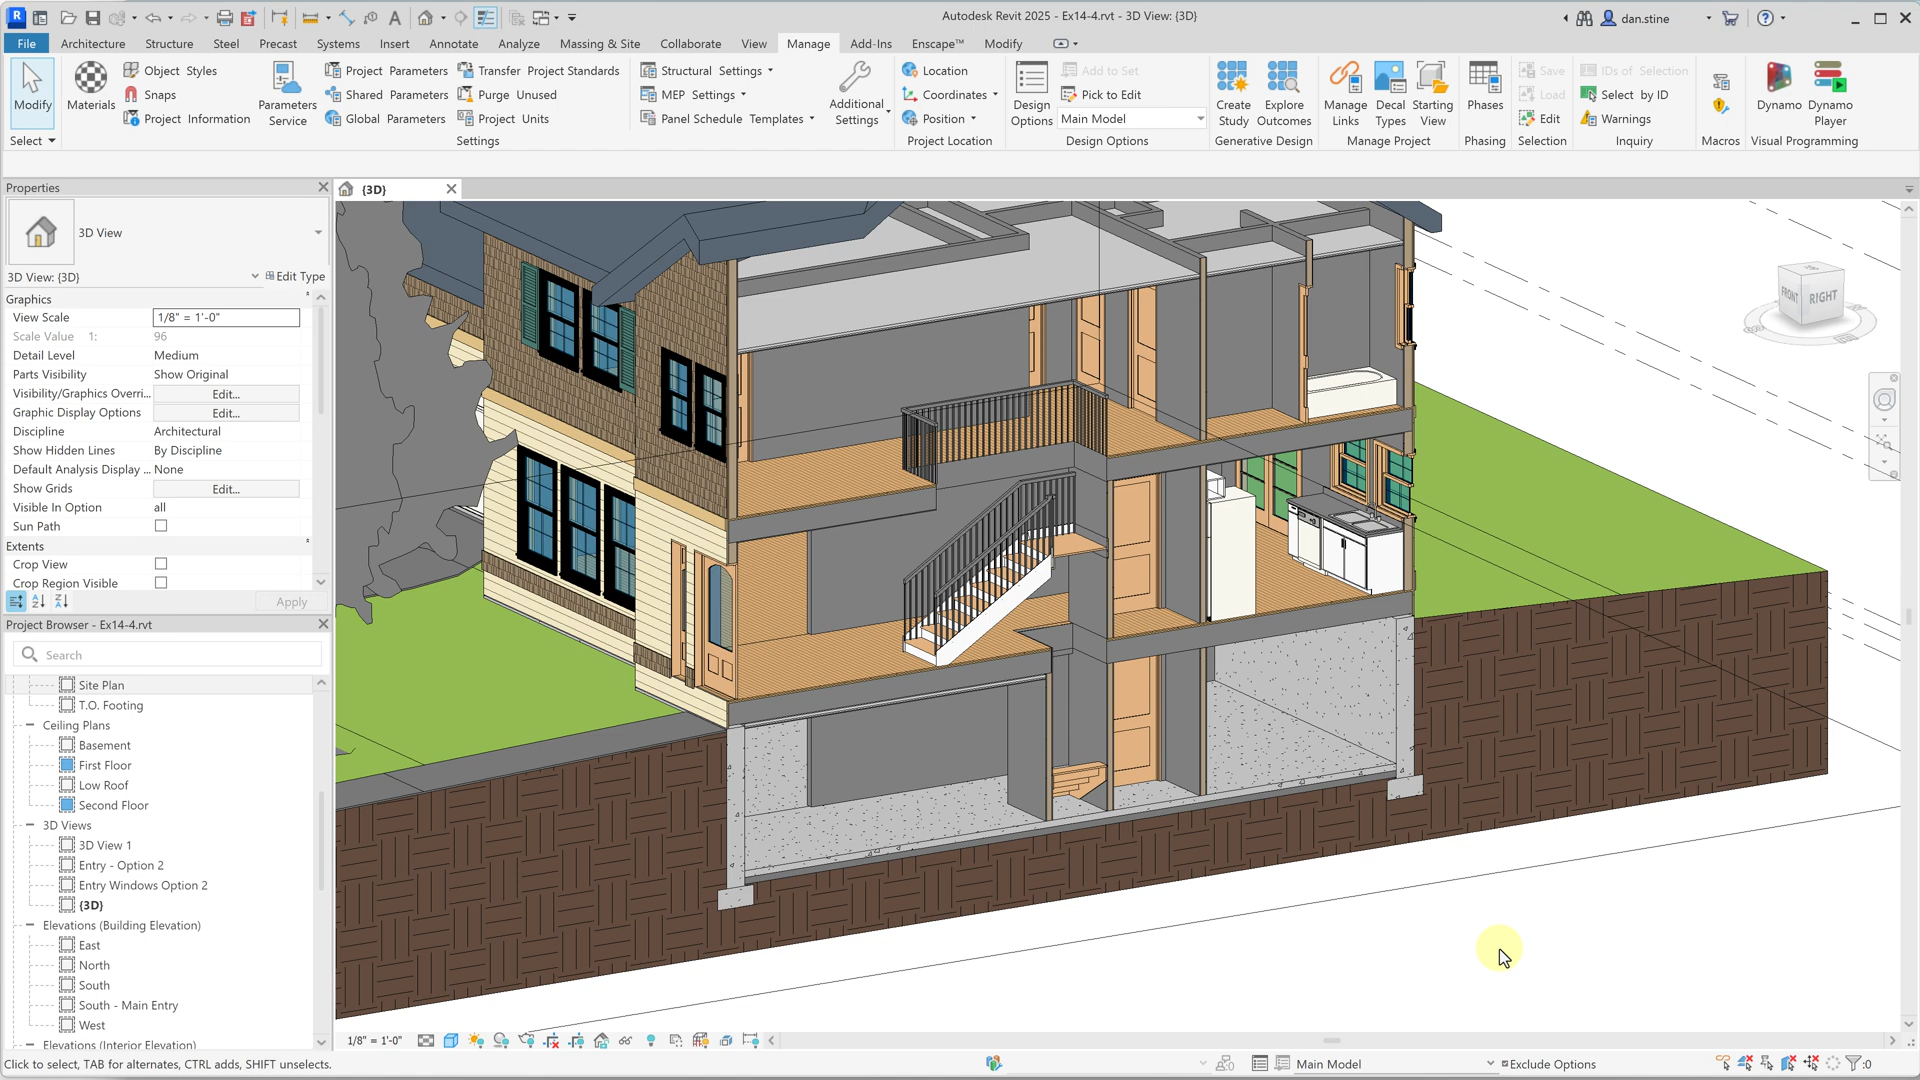 Autodesk Revit 2025 - Ex14-4.rvt - 3D View: {3D}
dan.stine
File Architecture Structure Steel Precast Systems Insert Annotate Analyze Massing & Site Collaborate View Manage Add-Ins Enscape™ Modify
Modify
Select
Materials
Object Styles
Snaps
Project Information
Parameters Service
Project Parameters
Shared Parameters
Global Parameters
Transfer Project Standards
Purge Unused
Project Units
Settings
Structural Settings
MEP Settings
Panel Schedule Templates
Additional Settings
Location
Coordinates
Position
Project Location
Design Options
Add to Set
Pick to Edit
Main Model
Design Options
Create Study
Explore Outcomes
Generative Design
Manage Links
Decal Types
Starting View
Manage Project
Phases
Phasing
Save
Load
Edit
Selection
IDs of Selection
Select by ID
Warnings
Inquiry
Macros
Dynamo
Dynamo Player
Visual Programming
Properties
{3D}
3D View
3D View: {3D}
Edit Type
Graphics
View Scale 1/8" = 1'-0"
Scale Value 1: 96
Detail Level Medium
Parts Visibility Show Original
Visibility/Graphics Overri... Edit...
Graphic Display Options Edit...
Discipline Architectural
Show Hidden Lines By Discipline
Default Analysis Display ... None
Show Grids Edit...
Visible In Option all
Sun Path
Extents
Crop View
Crop Region Visible
Apply
Project Browser - Ex14-4.rvt
Search
Site Plan
T.O. Footing
Ceiling Plans
Basement
First Floor
Low Roof
Second Floor
3D Views
3D View 1
Entry - Option 2
Entry Windows Option 2
{3D}
Elevations (Building Elevation)
East
North
South
South - Main Entry
West
Elevations (Interior Elevation)
FRONT
RIGHT
1/8" = 1'-0"
Click to select, TAB for alternates, CTRL adds, SHIFT unselects.
Main Model
Exclude Options
:0